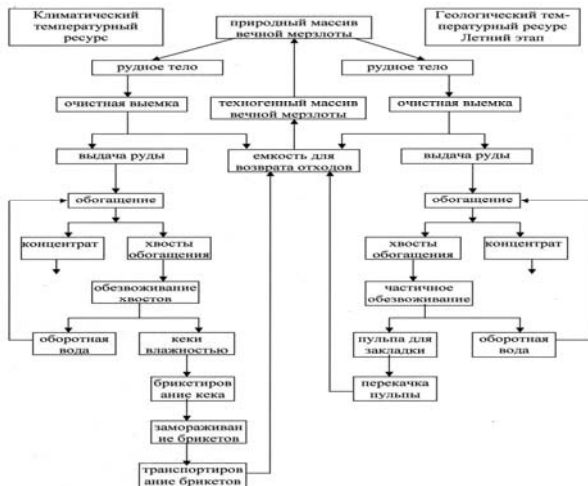 Климатический
температурный
ресурс
природный массив
вечной мерзлоты
Геологический тем-
пературный ресурс
Летний этап
рудное тело
рудное тело
очистная выемка
техногенный массив
вечной мерзлоты
очистная выемка
выдача руды
емкость для
возврата отходов
выдача руды
обогащение
обогащение
концентрат
хвосты
обогащения
хвосты
обогащения
концентрат
обезвоживание
хвостов
частичное
обезвоживание
оборотная
вода
кеки
влажностью
пульпа для
закладки
оборотная
вода
брикетиров
ание кека
перекачка
пульпы
заморажива
ние брикетов
транспортиров
ание брикетов